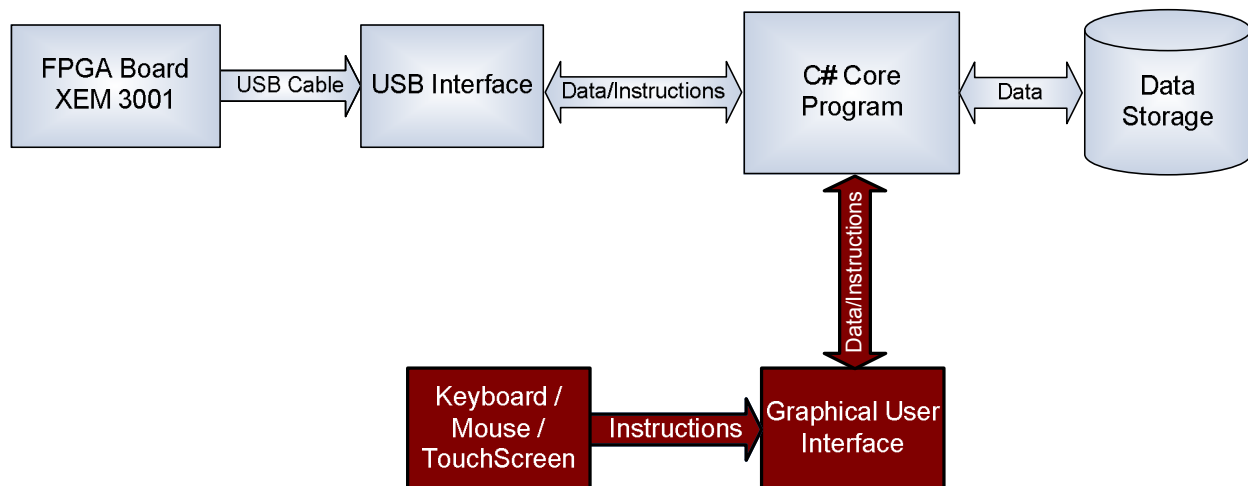 FPGA Board
XEM 3001
USB Cable
USB Interface
Data/Instructions
C# Core
Program
Data
Data
Storage
Data/Instructions
Keyboard /
Mouse /
TouchScreen
Instructions
Graphical User
Interface